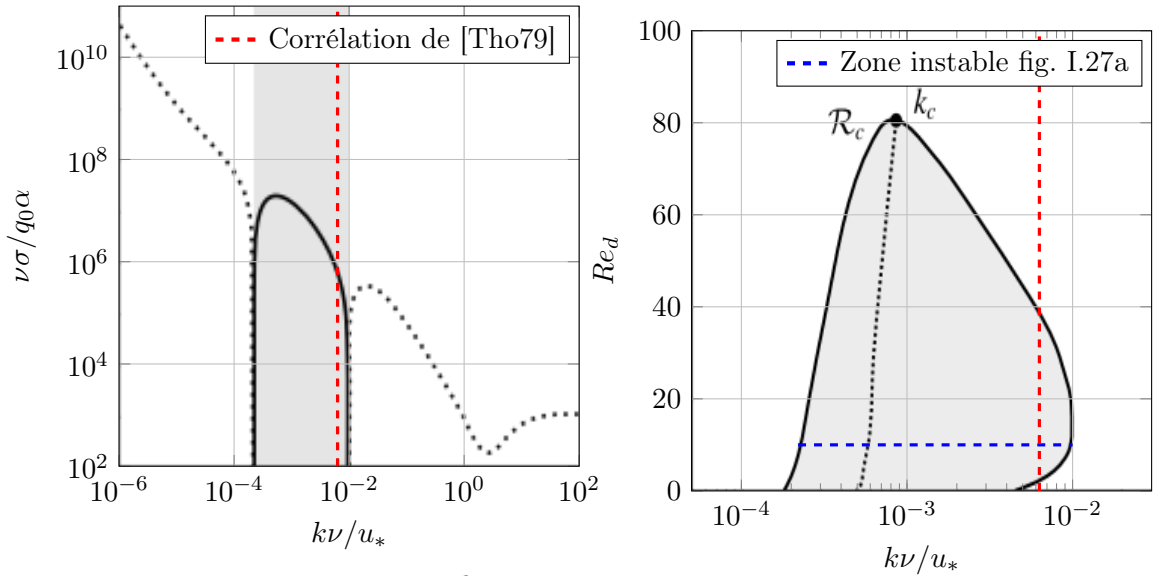 Corrélation de [Tho79]
10^10
10^8
10^6
10^4
10^2
νσ/q₀α
10^−6
10^−4
10^−2
10^0
10^2
kν/u_*
Zone instable fig. I.27a
100
80
60
40
20
0
Re_d
R_c
k_c
10^−4
10^−3
10^−2
kν/u_*